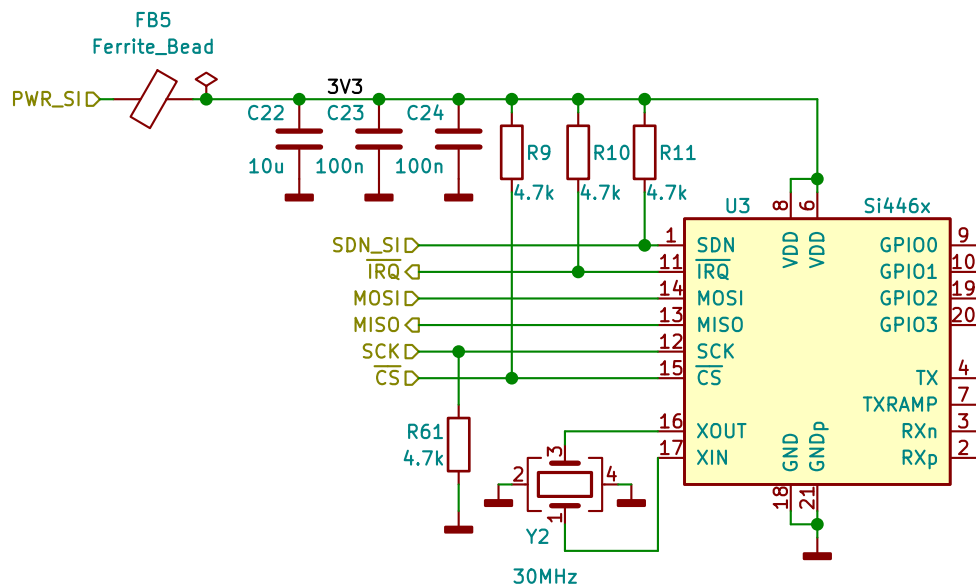 FB5
Ferrite_Bead
PWR_SI
3V3
C22 C23 C24
10u 100n 100n
R9 R10 R11
4.7k 4.7k 4.7k
U3 8 6 Si446x
SDN_SI 1 SDN VDD VDD GPIO0 9
IRQ 11 IRQ GPIO1 10
MOSI 14 MOSI GPIO2 19
MISO 13 MISO GPIO3 20
SCK 12 SCK
CS 15 CS TX 4
TXRAMP 7
R61 16 XOUT GND GNDp RXn 3
4.7k 17 XIN RXp 2
3
2 4
1
18 21
Y2
30MHz